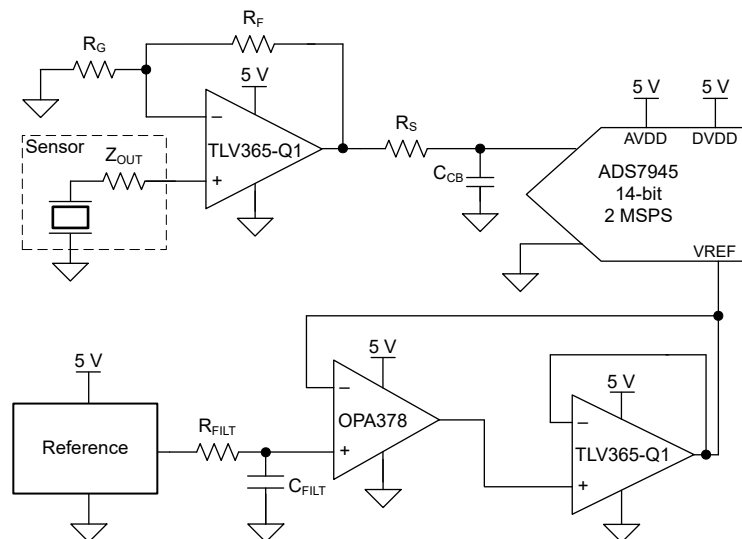 R_F
R_G
5 V
TLV365-Q1
Sensor
Z_OUT
R_S
C_CB
5 V
5 V
AVDD
DVDD
ADS7945
14-bit
2 MSPS
VREF
5 V
Reference
R_FILT
C_FILT
5 V
OPA378
5 V
TLV365-Q1